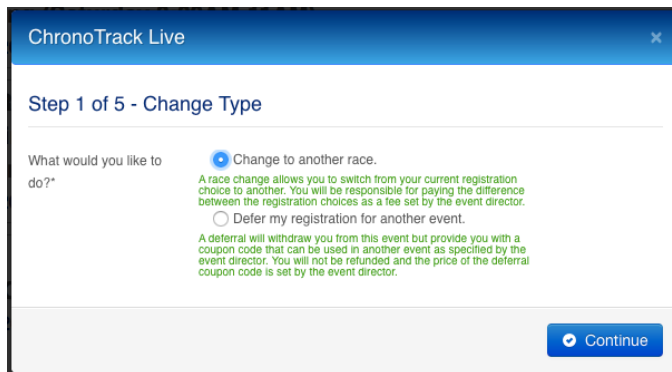 ChronoTrack Live
×
Step 1 of 5 - Change Type
What would you like to
do?*
Change to another race.
A race change allows you to switch from your current registration
choice to another. You will be responsible for paying the difference
between the registration choices as a fee set by the event director.
Defer my registration for another event.
A deferral will withdraw you from this event but provide you with a
coupon code that can be used in another event as specified by the
event director. You will not be refunded and the price of the deferral
coupon code is set by the event director.
Continue